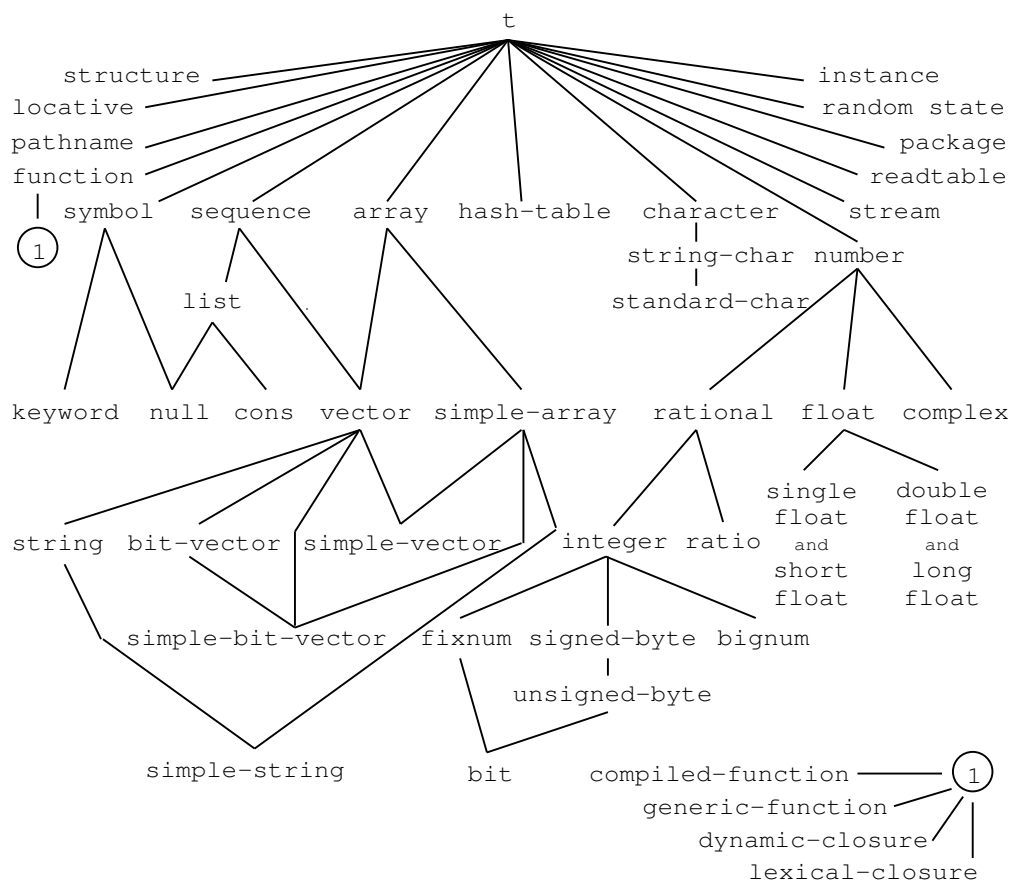 t
structure instance
locative random state
pathname package
function readtable
symbol sequence array hash-table character stream
1 string-char number
list standard-char
keyword null cons vector simple-array rational float complex
single double
float float
string bit-vector simple-vector integer ratio and and
short long
float float
simple-bit-vector fixnum signed-byte bignum
unsigned-byte
simple-string bit compiled-function 1
generic-function
dynamic-closure
lexical-closure